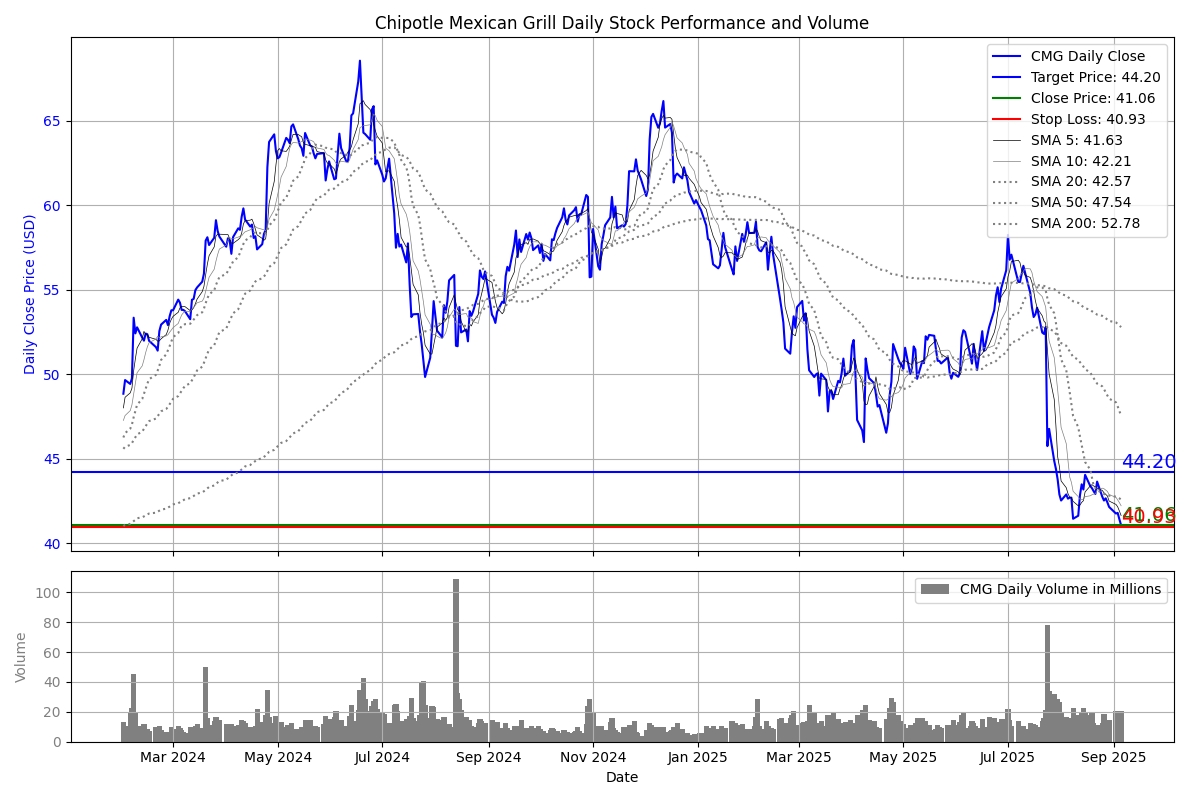 Chipotle Mexican Grill Daily Stock Performance and Volume
Daily Close Price (USD)
65
60
55
50
45
40
CMG Daily Close
Target Price: 44.20
Close Price: 41.06
Stop Loss: 40.93
SMA 5: 41.63
SMA 10: 42.21
SMA 20: 42.57
SMA 50: 47.54
SMA 200: 52.78
44.20
41.06
40.93
Volume
100
80
60
40
20
0
CMG Daily Volume in Millions
Mar 2024
May 2024
Jul 2024
Sep 2024
Nov 2024
Jan 2025
Mar 2025
May 2025
Jul 2025
Sep 2025
Date